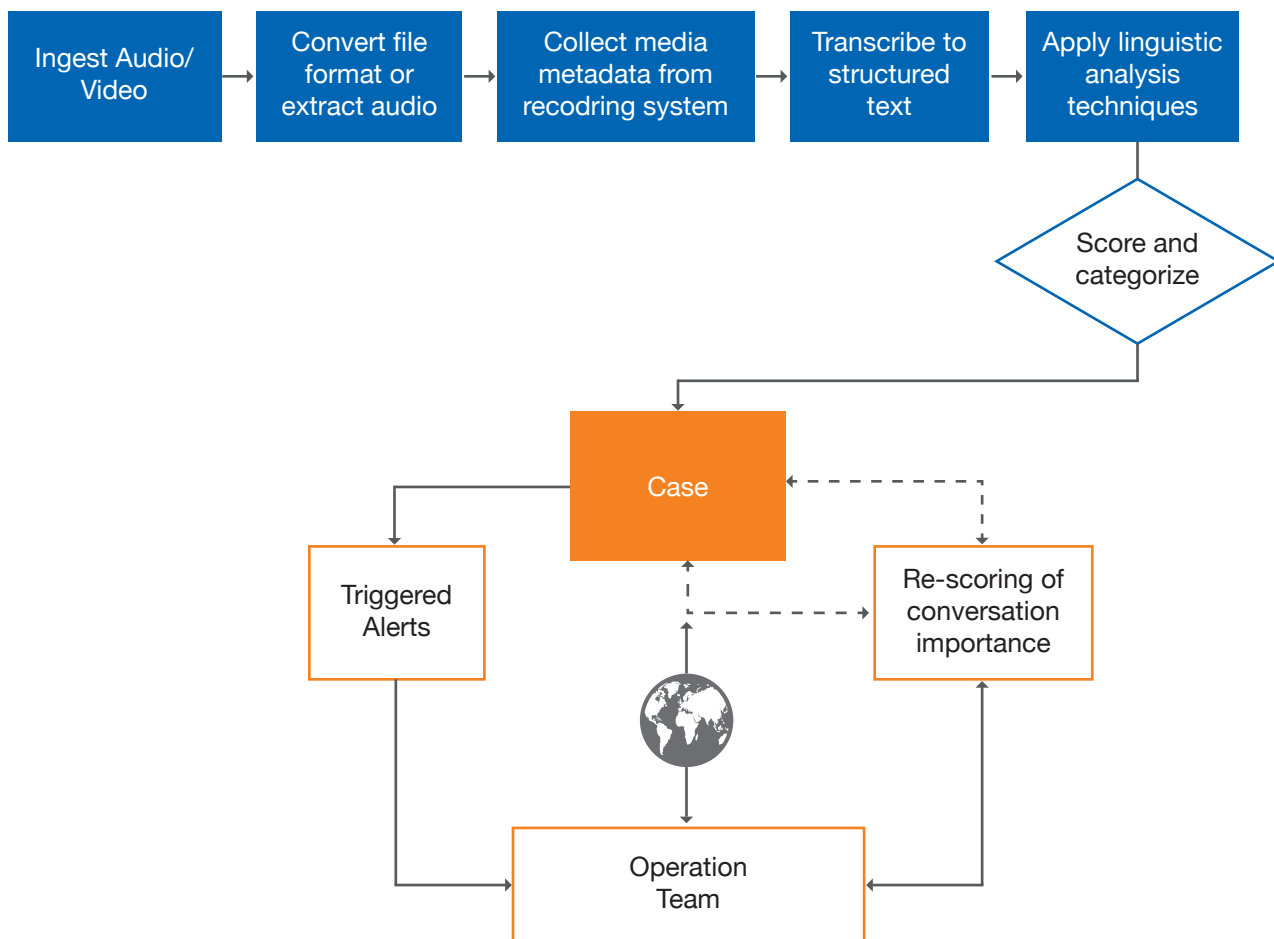 Ingest Audio/
Video
Convert file
format or
extract audio
Collect media
metadata from
recodring system
Transcribe to
structured
text
Apply linguistic
analysis
techniques
Score and
categorize
Case
Triggered
Alerts
Re-scoring of
conversation
importance
Operation
Team